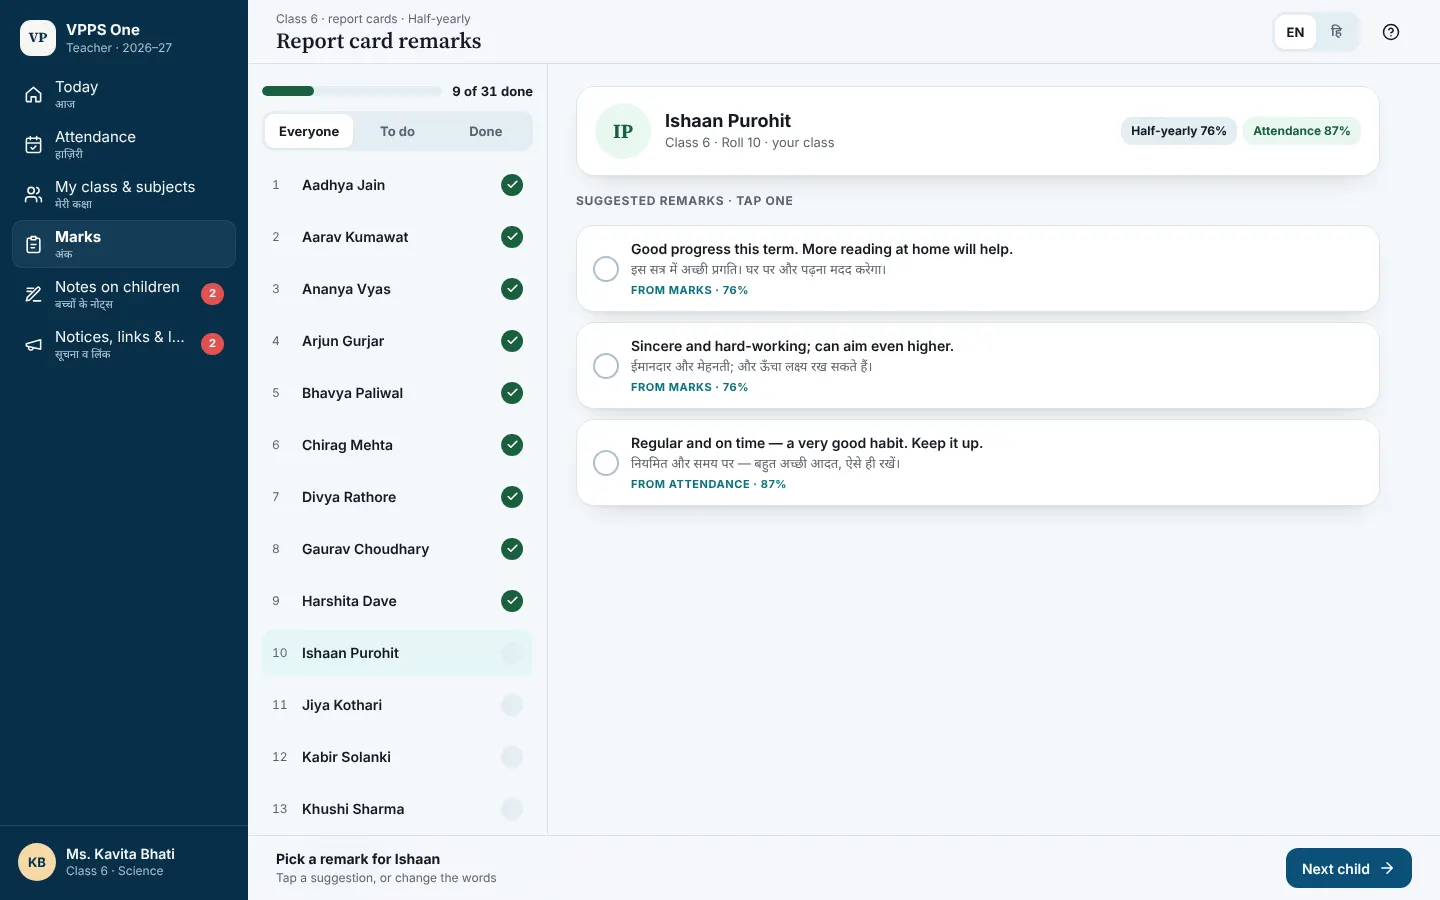 VP
VPPS One
Teacher · 2026–27
Today
आज
Attendance
हाज़िरी
My class & subjects
मेरी कक्षा
Marks
अंक
Notes on children
बच्चों के नोट्स
2
Notices, links & l...
सूचना व लिंक
2
KB
Ms. Kavita Bhati
Class 6 · Science
Class 6 · report cards · Half-yearly
Report card remarks
EN
हि
9 of 31 done
Everyone
To do
Done
1 Aadhya Jain
2 Aarav Kumawat
3 Ananya Vyas
4 Arjun Gurjar
5 Bhavya Paliwal
6 Chirag Mehta
7 Divya Rathore
8 Gaurav Choudhary
9 Harshita Dave
10 Ishaan Purohit
11 Jiya Kothari
12 Kabir Solanki
13 Khushi Sharma
IP
Ishaan Purohit
Class 6 · Roll 10 · your class
Half-yearly 76%
Attendance 87%
SUGGESTED REMARKS · TAP ONE
Good progress this term. More reading at home will help.
इस सत्र में अच्छी प्रगति। घर पर और पढ़ना मदद करेगा।
FROM MARKS · 76%
Sincere and hard-working; can aim even higher.
ईमानदार और मेहनती; और ऊँचा लक्ष्य रख सकते हैं।
FROM MARKS · 76%
Regular and on time — a very good habit. Keep it up.
नियमित और समय पर — बहुत अच्छी आदत, ऐसे ही रखें।
FROM ATTENDANCE · 87%
Pick a remark for Ishaan
Tap a suggestion, or change the words
Next child